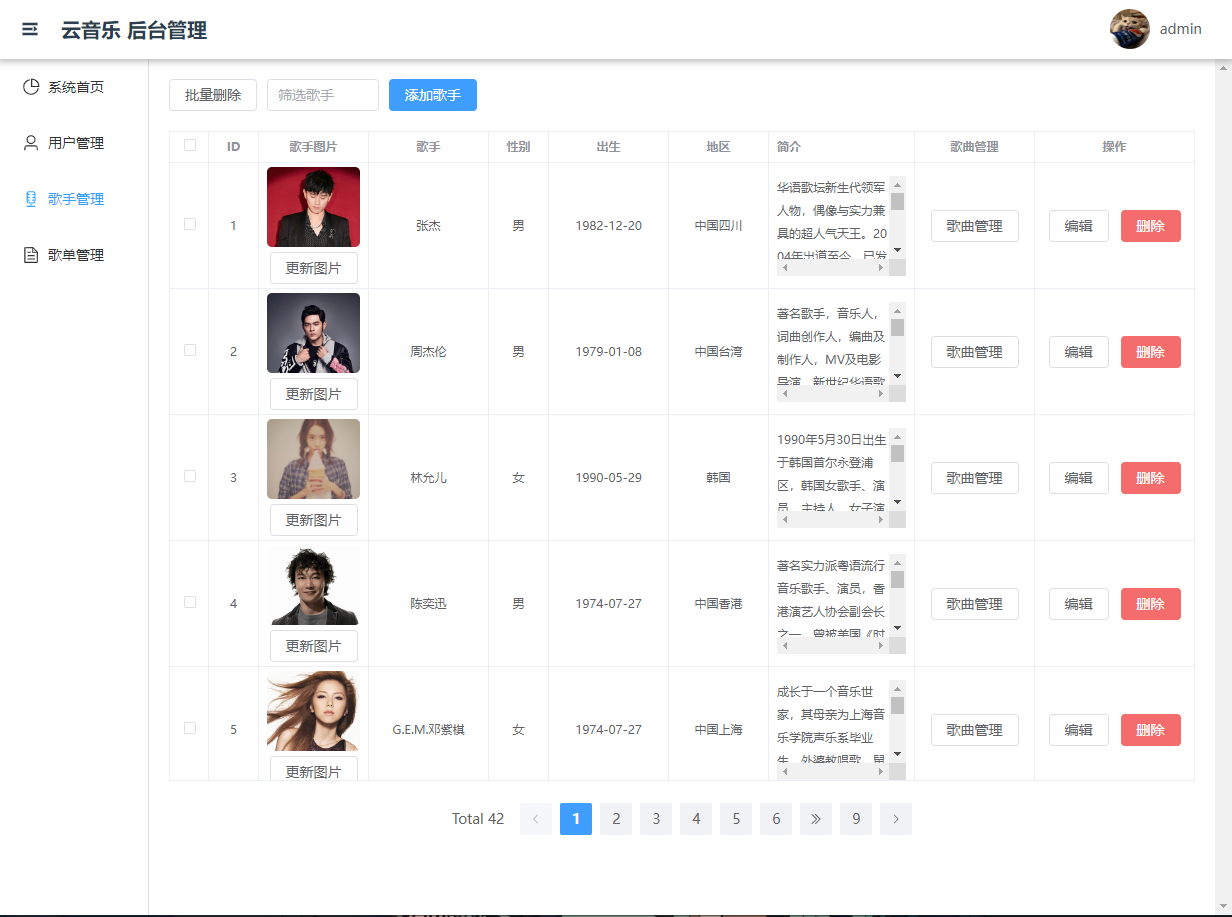 云音乐 后台管理
admin
系统首页
用户管理
歌手管理
歌单管理
批量删除 筛选歌手 添加歌手
ID 歌手图片 歌手 性别 出生 地区 简介 歌曲管理 操作
1 张杰 男 1982-12-20 中国四川 歌曲管理 编辑 删除
华语歌坛新生代领军
人物，偶像与实力兼
具的超人气天王。20
04年出道至今，已发
更新图片
2 周杰伦 男 1979-01-08 中国台湾 歌曲管理 编辑 删除
著名歌手，音乐人，
词曲创作人，编曲及
制作人，MV及电影
导演。新世纪华语歌
更新图片
3 林允儿 女 1990-05-29 韩国 歌曲管理 编辑 删除
1990年5月30日出生
于韩国首尔永登浦
区，韩国女歌手、演
员、主持人，女子演
更新图片
4 陈奕迅 男 1974-07-27 中国香港 歌曲管理 编辑 删除
著名实力派粤语流行
音乐歌手、演员，香
港演艺人协会副会长
之一，曾被美国《时
更新图片
5 G.E.M.邓紫棋 女 1974-07-27 中国上海 歌曲管理 编辑 删除
成长于一个音乐世
家，其母亲为上海音
乐学院声乐系毕业
生，外婆教唱歌，舅
更新图片
Total 42 1 2 3 4 5 6 9